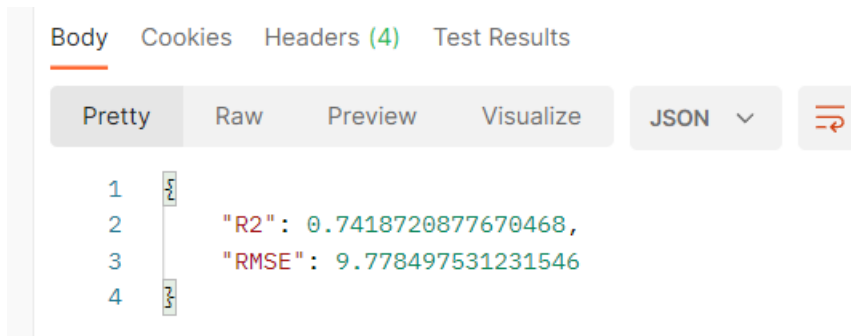 Body Cookies Headers (4) Test Results
Pretty Raw Preview Visualize JSON
1 {
2 "R2": 0.7418720877670468,
3 "RMSE": 9.778497531231546
4 }